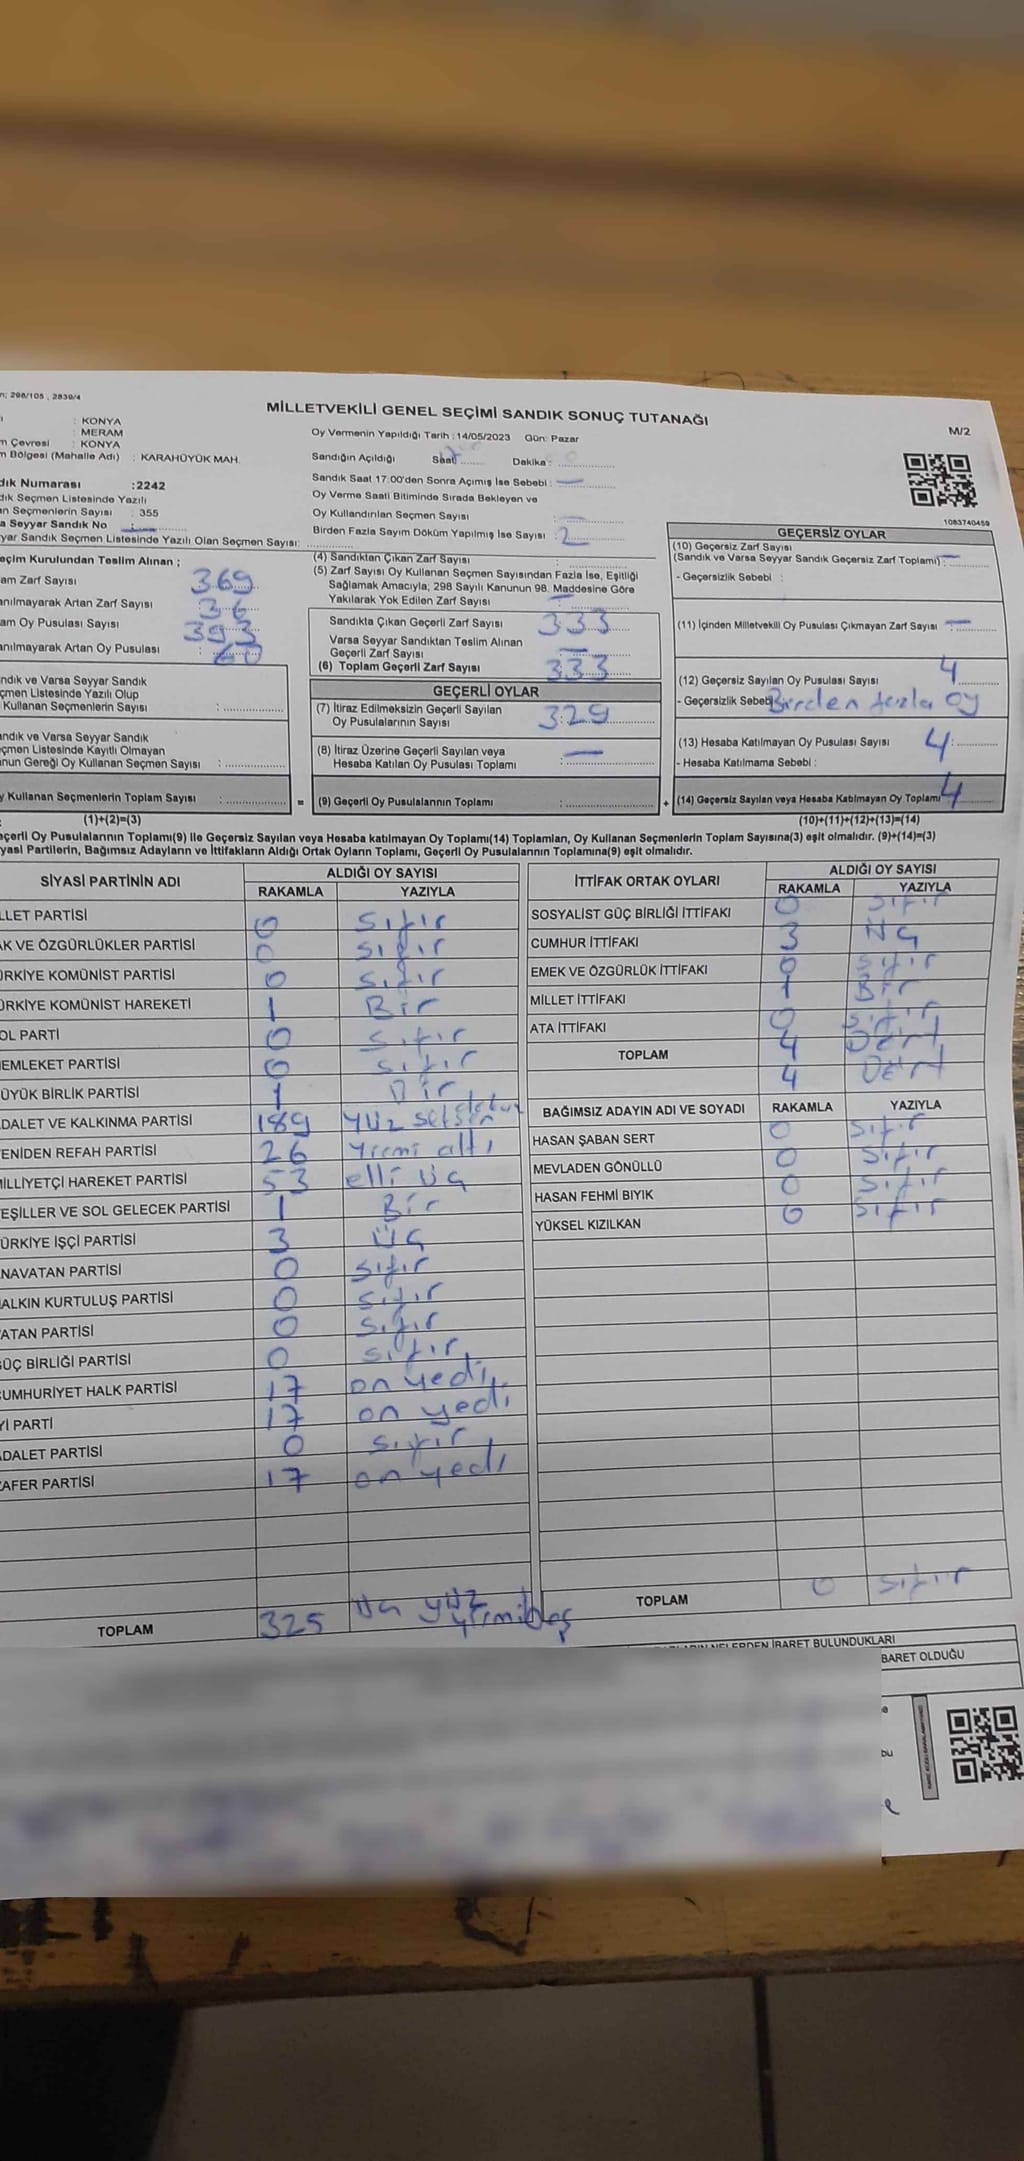 298/105 , 2839/4
MİLLETVEKİLİ GENEL SEÇİMİ SANDIK SONUÇ TUTANAĞI
M/2
: KONYA
: MERAM
Çevresi : KONYA
Bölgesi (Mahalle Adı) : KARAHÜYÜK MAH.
Numarası :2242
Seçmen Listesinde Yazılı
Seçmenlerin Sayısı : 355
Seyyar Sandık No :
Sandık Seçmen Listesinde Yazılı Olan Seçmen Sayısı:
Kurulundan Teslim Alınan ;
Zarf Sayısı 369
Artan Zarf Sayısı 36
Oy Pusulası Sayısı 393
Artan Oy Pusulası 60
ve Varsa Seyyar Sandık
Listesinde Yazılı Olup
Kullanan Seçmenlerin Sayısı :
ve Varsa Seyyar Sandık
Listesinde Kayıtlı Olmayan
Gereği Oy Kullanan Seçmen Sayısı :
Kullanan Seçmenlerin Toplam Sayısı :
(1)+(2)=(3)
Oy Vermenin Yapıldığı Tarih :14/05/2023 Gün: Pazar
Sandığın Açıldığı Saat Dakika :
Sandık Saat 17:00'den Sonra Açımış İse Sebebi : —
Oy Verme Saati Bitiminde Sırada Bekleyen ve
Oy Kullandırılan Seçmen Sayısı : —
Birden Fazla Sayım Döküm Yapılmış İse Sayısı : 2
(4) Sandıktan Çıkan Zarf Sayısı :
(5) Zarf Sayısı Oy Kullanan Seçmen Sayısından Fazla İse, Eşitliği
Sağlamak Amacıyla; 298 Sayılı Kanunun 98. Maddesine Göre
Yakılarak Yok Edilen Zarf Sayısı : —
Sandıkta Çıkan Geçerli Zarf Sayısı 333
Varsa Seyyar Sandıktan Teslim Alınan
Geçerli Zarf Sayısı : —
(6) Toplam Geçerli Zarf Sayısı 333
GEÇERLİ OYLAR
(7) İtiraz Edilmeksizin Geçerli Sayılan
Oy Pusulalarının Sayısı 329
(8) İtiraz Üzerine Geçerli Sayılan veya
Hesaba Katılan Oy Pusulası Toplamı : —
= (9) Geçerli Oy Pusulalarının Toplamı :
1083740459
GEÇERSİZ OYLAR
(10) Geçersiz Zarf Sayısı
(Sandık ve Varsa Seyyar Sandık Geçersiz Zarf Toplamı) : —
- Geçersizlik Sebebi :
(11) İçinden Milletvekili Oy Pusulası Çıkmayan Zarf Sayısı : —
(12) Geçersiz Sayılan Oy Pusulası Sayısı : 4
- Geçersizlik Sebebi Birden fazla oy
(13) Hesaba Katılmayan Oy Pusulası Sayısı 4
- Hesaba Katılmama Sebebi :
+ (14) Geçersiz Sayılan veya Hesaba Katılmayan Oy Toplamı 4
(10)+(11)+(12)+(13)=(14)
Geçerli Oy Pusulalarının Toplamı(9) ile Geçersiz Sayılan veya Hesaba katılmayan Oy Toplamı(14) Toplamları, Oy Kullanan Seçmenlerin Toplam Sayısına(3) eşit olmalıdır. (9)+(14)=(3)
Partilerin, Bağımsız Adayların ve İttifakların Aldığı Ortak Oyların Toplamı, Geçerli Oy Pusulalarının Toplamına(9) eşit olmalıdır.
SİYASİ PARTİNİN ADI ALDIĞI OY SAYISI
RAKAMLA YAZIYLA
LLET PARTİSİ 0 Sıfır
AK VE ÖZGÜRLÜKLER PARTİSİ 0 Sıfır
ÜRKİYE KOMÜNİST PARTİSİ 0 Sıfır
ÜRKİYE KOMÜNİST HAREKETİ 1 Bir
OL PARTİ 0 Sıfır
EMLEKET PARTİSİ 0 Sıfır
ÜYÜK BİRLİK PARTİSİ 1 Bir
DALET VE KALKINMA PARTİSİ 189 yüz seksen dokuz
ENİDEN REFAH PARTİSİ 26 yirmi altı
İLLİYETÇİ HAREKET PARTİSİ 53 elli üç
EŞİLLER VE SOL GELECEK PARTİSİ 1 Bir
ÜRKİYE İŞÇİ PARTİSİ 3 üç
NAVATAN PARTİSİ 0 Sıfır
ALKIN KURTULUŞ PARTİSİ 0 Sıfır
ATAN PARTİSİ 0 Sıfır
ÜÇ BİRLİĞİ PARTİSİ 0 Sıfır
UMHURİYET HALK PARTİSİ 17 on yedi
Yİ PARTİ 17 on yedi
DALET PARTİSİ 0 Sıfır
AFER PARTİSİ 17 on yedi
TOPLAM 325 üç yüz yirmi beş
İTTİFAK ORTAK OYLARI ALDIĞI OY SAYISI
RAKAMLA YAZIYLA
SOSYALİST GÜÇ BİRLİĞİ İTTİFAKI 0 Sıfır
CUMHUR İTTİFAKI 3 üç
EMEK VE ÖZGÜRLÜK İTTİFAKI 0 Sıfır
MİLLET İTTİFAKI 1 Bir
ATA İTTİFAKI 0 Sıfır
TOPLAM 4 Dört
4 Dört
BAĞIMSIZ ADAYIN ADI VE SOYADI RAKAMLA YAZIYLA
HASAN ŞABAN SERT 0 Sıfır
MEVLADEN GÖNÜLLÜ 0 Sıfır
HASAN FEHMİ BIYIK 0 Sıfır
YÜKSEL KIZILKAN 0 Sıfır
TOPLAM 0 Sıfır
NELERDEN İBARET BULUNDUKLARI
BARET OLDUĞU
bu